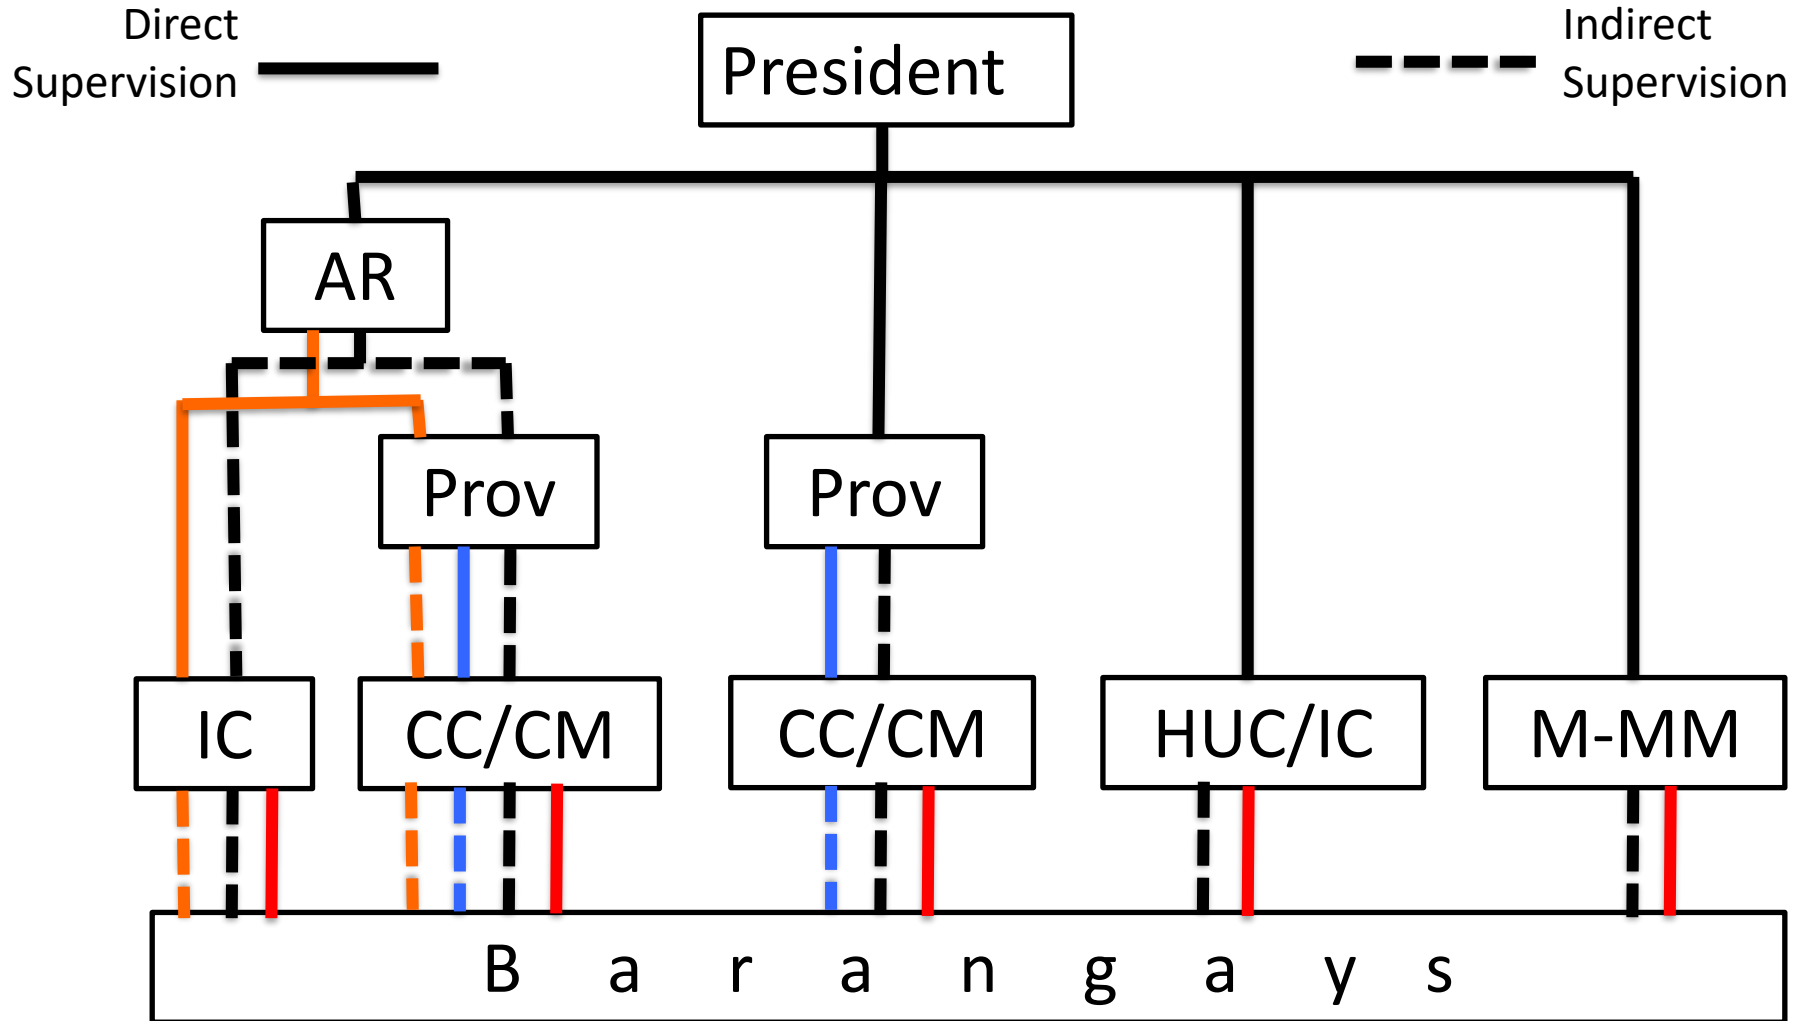 Direct
Supervision
President
Indirect
Supervision
AR
Prov
Prov
IC
CC/CM
CC/CM
HUC/IC
M-MM
B a r a n g a y s